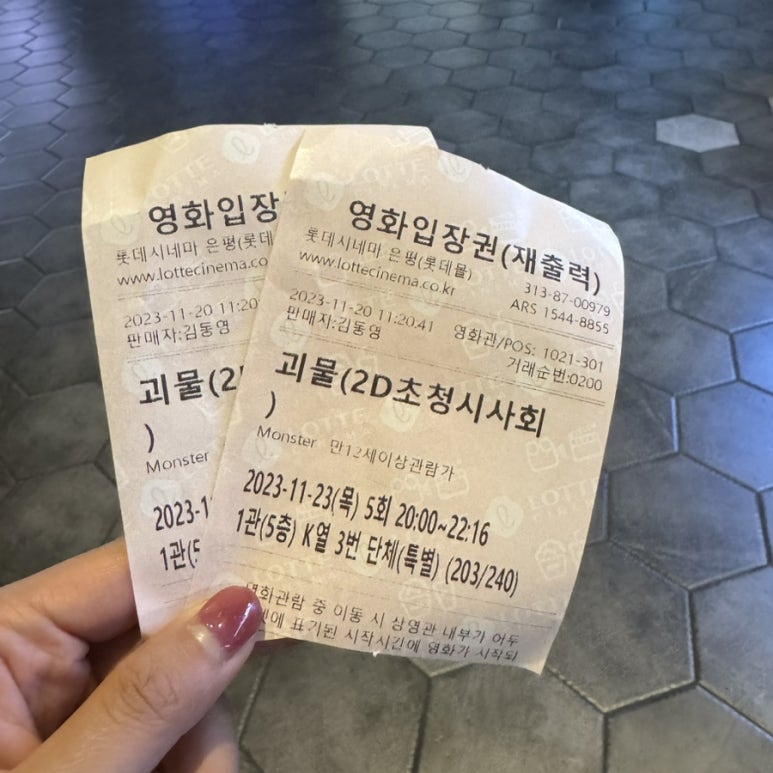 영화입장
롯데시네마 은평(롯데
www.lottecinema.co
2023-11-20 11:20
판매자:김동영
괴물(2
)
Monster
2023-1
1관(5
영화입장권(재출력)
롯데시네마 은평(롯데몰)
www.lottecinema.co.kr
313-87-00979
ARS 1544-8855
2023-11-20 11:20:41
판매자:김동영
영화관/POS: 1021-301
거래순번:0200
괴물(2D초청시사회
)
Monster 만12세이상관람가
2023-11-23(목) 5회 20:00~22:16
1관(5층) K열 3번 단체(특별) (203/240)
영화관람 중 이동 시 상영관 내부가 어두
에 표기된 시작시간에 영화가 시작되
LOTTE